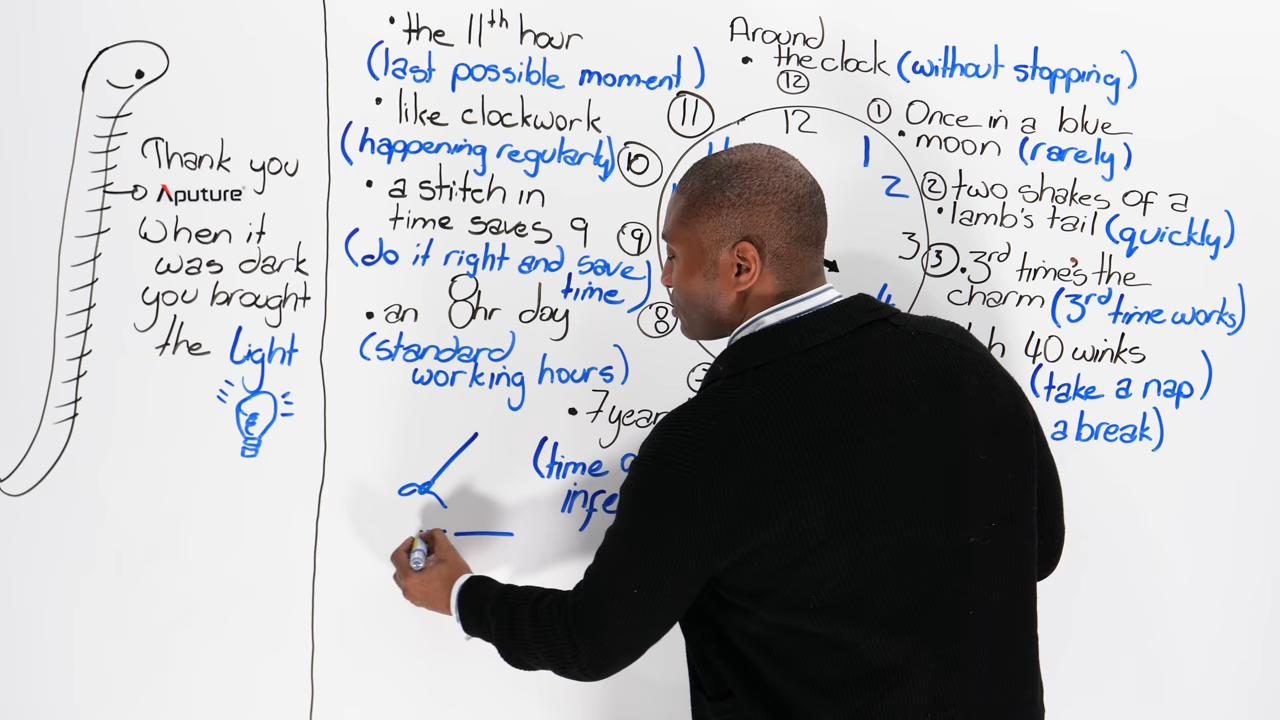 Thank you
Aputure®
When it
was dark
you brought
the light
• the 11th hour
(last possible moment)
• like clockwork
(happening regularly)
• a stitch in
time saves 9
(do it right and save
time)
• an 8hr day
(standard
working hours)
• 7 year
(time
Around
• the clock (without stopping)
12
11
10
9
8
12
1
2
3
1 Once in a blue
• moon (rarely)
2 two shakes of a
• lamb's tail (quickly)
3 • 3rd time's the
charm (3rd time works)
40 winks
(take a nap)
a break)